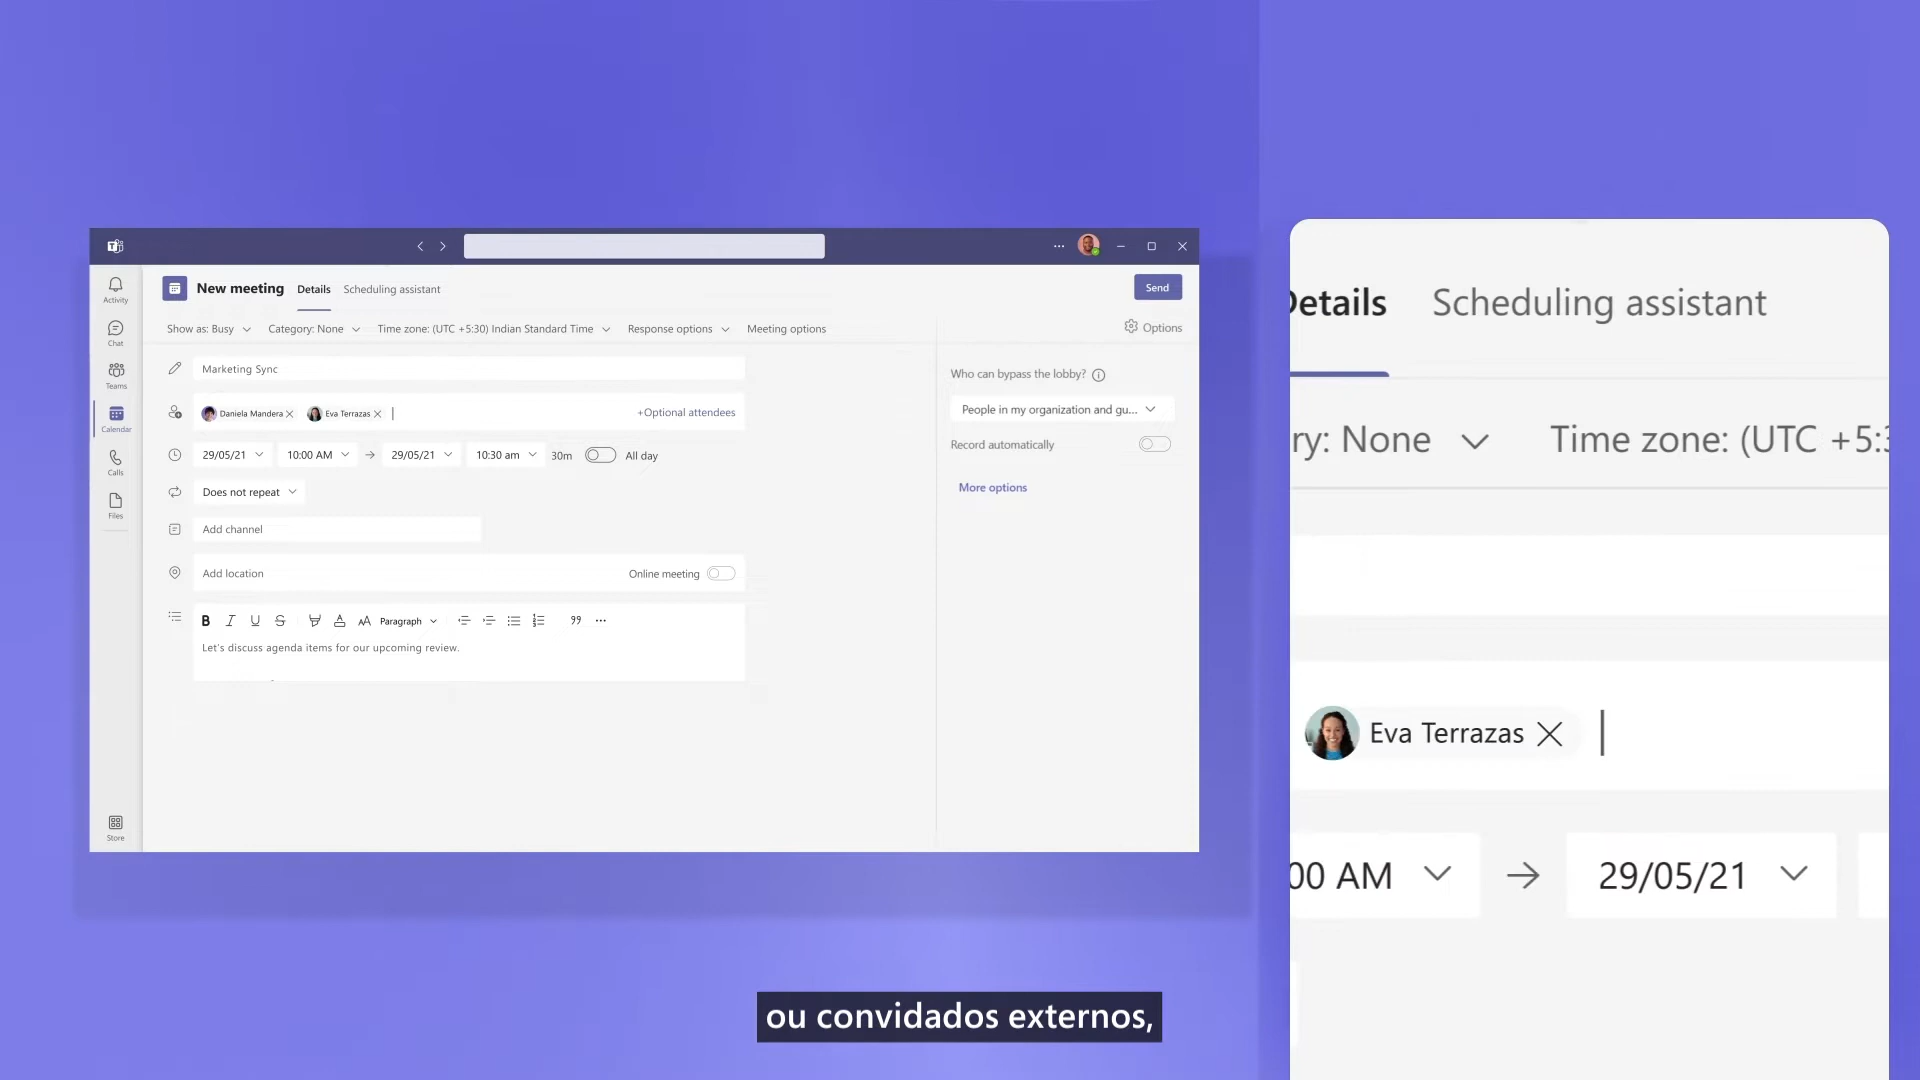 Activity
Chat
Teams
Calendar
Calls
Files
Store
New meeting Details Scheduling assistant
Send
Show as: Busy Category: None Time zone: (UTC +5:30) Indian Standard Time Response options Meeting options
Options
Marketing Sync
Daniela Mandera Eva Terrazas +Optional attendees
29/05/21 10:00 AM → 29/05/21 10:30 am 30m All day
Does not repeat
Add channel
Add location Online meeting
B I U S A AA Paragraph 99 ...
Let's discuss agenda items for our upcoming review.
Who can bypass the lobby?
People in my organization and gu...
Record automatically
More options
Details Scheduling assistant
ry: None Time zone: (UTC +5:3
Eva Terrazas
00 AM → 29/05/21
ou convidados externos,